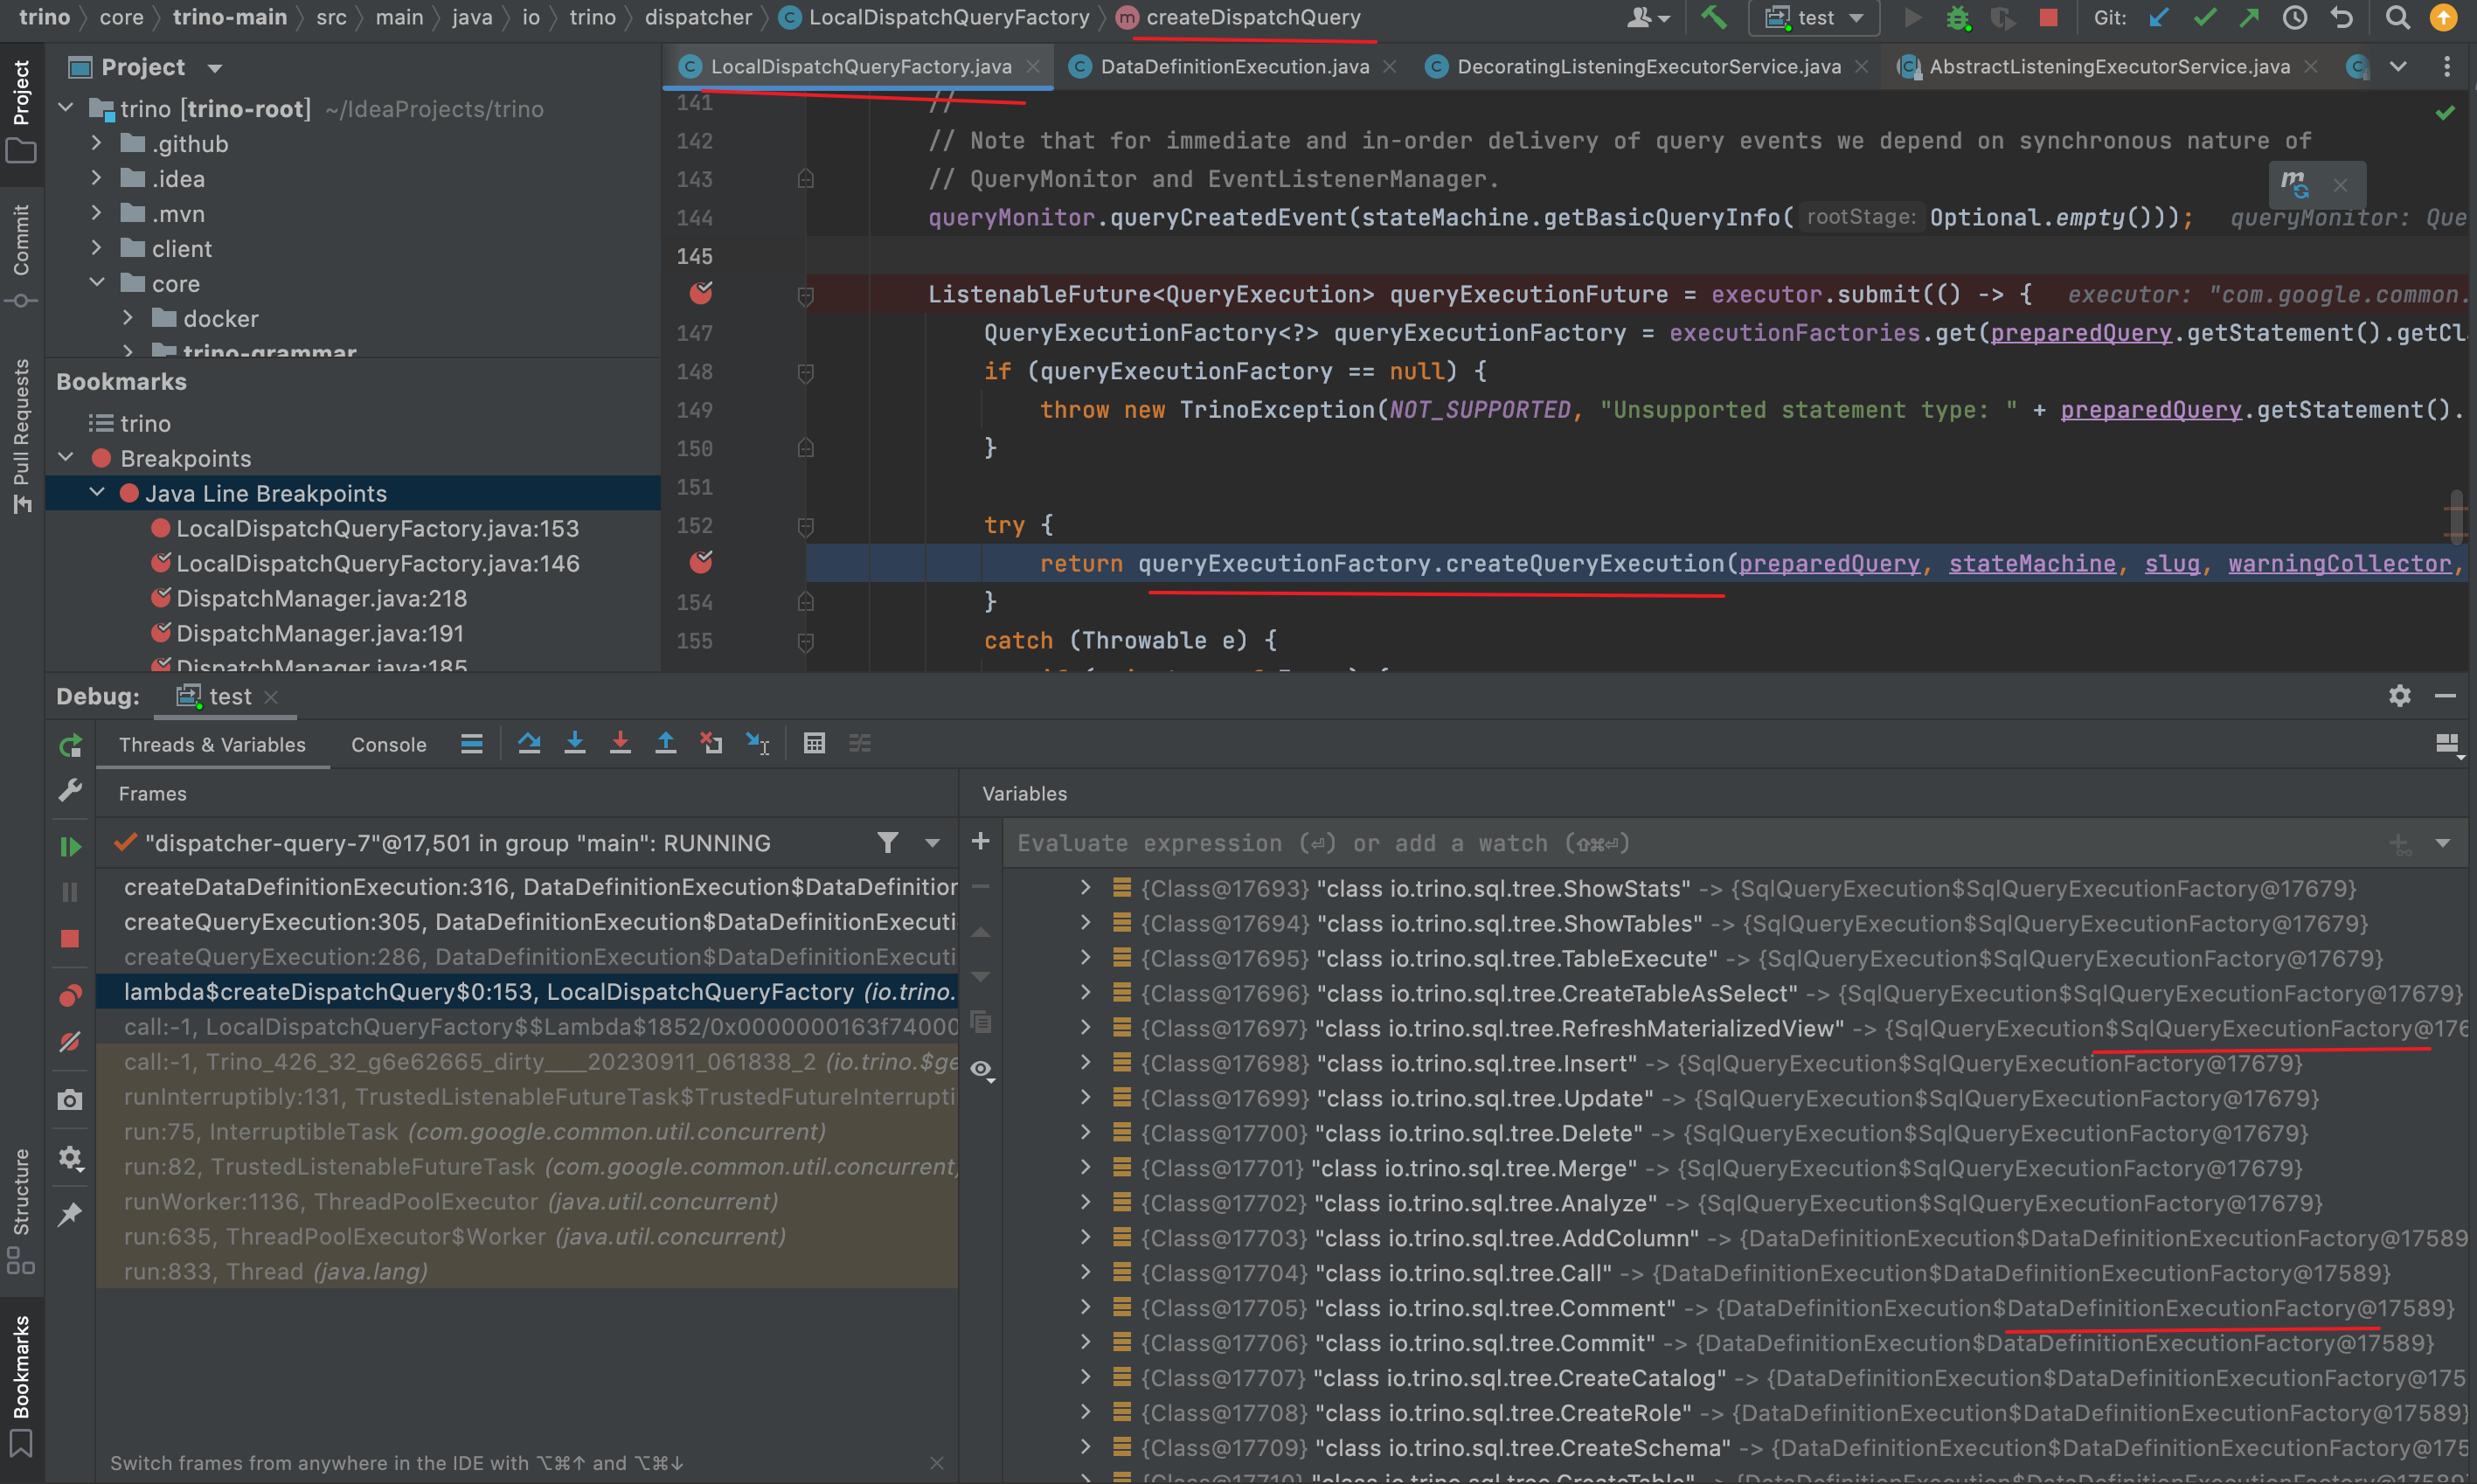 trino > core > trino-main > src > main > java > io > trino > dispatcher > LocalDispatchQueryFactory > createDispatchQuery
test
Git:
Project
Commit
Pull Requests
Structure
Bookmarks
Project
LocalDispatchQueryFactory.java
DataDefinitionExecution.java
DecoratingListeningExecutorService.java
AbstractListeningExecutorService.java
trino [trino-root] ~/IdeaProjects/trino
.github
.idea
.mvn
client
core
docker
trino-grammar
Bookmarks
trino
Breakpoints
Java Line Breakpoints
LocalDispatchQueryFactory.java:153
LocalDispatchQueryFactory.java:146
DispatchManager.java:218
DispatchManager.java:191
DispatchManager.java:185
141 //
142 // Note that for immediate and in-order delivery of query events we depend on synchronous nature of
143 // QueryMonitor and EventListenerManager.
144 queryMonitor.queryCreatedEvent(stateMachine.getBasicQueryInfo( rootStage: Optional.empty())); queryMonitor: Que
145
ListenableFuture<QueryExecution> queryExecutionFuture = executor.submit(() -> { executor: "com.google.common.
147 QueryExecutionFactory<?> queryExecutionFactory = executionFactories.get(preparedQuery.getStatement().getCl
148 if (queryExecutionFactory == null) {
149 throw new TrinoException(NOT_SUPPORTED, "Unsupported statement type: " + preparedQuery.getStatement().
150 }
151
152 try {
return queryExecutionFactory.createQueryExecution(preparedQuery, stateMachine, slug, warningCollector,
154 }
155 catch (Throwable e) {
Debug: test
Threads & Variables
Console
Frames
"dispatcher-query-7"@17,501 in group "main": RUNNING
createDataDefinitionExecution:316, DataDefinitionExecution$DataDefinition
createQueryExecution:305, DataDefinitionExecution$DataDefinitionExecuti
createQueryExecution:286, DataDefinitionExecution$DataDefinitionExecuti
lambda$createDispatchQuery$0:153, LocalDispatchQueryFactory (io.trino.
call:-1, LocalDispatchQueryFactory$$Lambda$1852/0x0000000163f74000
call:-1, Trino_426_32_g6e62665_dirty____20230911_061838_2 (io.trino.$ge
runInterruptibly:131, TrustedListenableFutureTask$TrustedFutureInterrupti
run:75, InterruptibleTask (com.google.common.util.concurrent)
run:82, TrustedListenableFutureTask (com.google.common.util.concurrent)
runWorker:1136, ThreadPoolExecutor (java.util.concurrent)
run:635, ThreadPoolExecutor$Worker (java.util.concurrent)
run:833, Thread (java.lang)
Switch frames from anywhere in the IDE with ⌥⌘↑ and ⌥⌘↓
Variables
Evaluate expression (⏎) or add a watch (⇧⌘⏎)
{Class@17693} "class io.trino.sql.tree.ShowStats" -> {SqlQueryExecution$SqlQueryExecutionFactory@17679}
{Class@17694} "class io.trino.sql.tree.ShowTables" -> {SqlQueryExecution$SqlQueryExecutionFactory@17679}
{Class@17695} "class io.trino.sql.tree.TableExecute" -> {SqlQueryExecution$SqlQueryExecutionFactory@17679}
{Class@17696} "class io.trino.sql.tree.CreateTableAsSelect" -> {SqlQueryExecution$SqlQueryExecutionFactory@17679}
{Class@17697} "class io.trino.sql.tree.RefreshMaterializedView" -> {SqlQueryExecution$SqlQueryExecutionFactory@176
{Class@17698} "class io.trino.sql.tree.Insert" -> {SqlQueryExecution$SqlQueryExecutionFactory@17679}
{Class@17699} "class io.trino.sql.tree.Update" -> {SqlQueryExecution$SqlQueryExecutionFactory@17679}
{Class@17700} "class io.trino.sql.tree.Delete" -> {SqlQueryExecution$SqlQueryExecutionFactory@17679}
{Class@17701} "class io.trino.sql.tree.Merge" -> {SqlQueryExecution$SqlQueryExecutionFactory@17679}
{Class@17702} "class io.trino.sql.tree.Analyze" -> {SqlQueryExecution$SqlQueryExecutionFactory@17679}
{Class@17703} "class io.trino.sql.tree.AddColumn" -> {DataDefinitionExecution$DataDefinitionExecutionFactory@17589
{Class@17704} "class io.trino.sql.tree.Call" -> {DataDefinitionExecution$DataDefinitionExecutionFactory@17589}
{Class@17705} "class io.trino.sql.tree.Comment" -> {DataDefinitionExecution$DataDefinitionExecutionFactory@17589}
{Class@17706} "class io.trino.sql.tree.Commit" -> {DataDefinitionExecution$DataDefinitionExecutionFactory@17589}
{Class@17707} "class io.trino.sql.tree.CreateCatalog" -> {DataDefinitionExecution$DataDefinitionExecutionFactory@175
{Class@17708} "class io.trino.sql.tree.CreateRole" -> {DataDefinitionExecution$DataDefinitionExecutionFactory@17589}
{Class@17709} "class io.trino.sql.tree.CreateSchema" -> {DataDefinitionExecution$DataDefinitionExecutionFactory@175
{Class@17710} "class io.trino.sql.tree.CreateTable" -> {DataDefinitionExecution$DataDefinitionExecutionFactory@17589